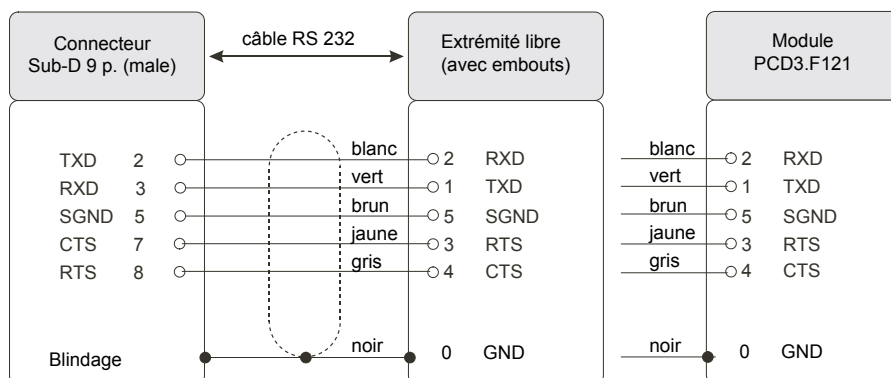 Connecteur
Sub-D 9 p. (male)
câble RS 232
Extrémité libre
(avec embouts)
Module
PCD3.F121
TXD 2 blanc 2 RXD blanc 2 RXD
RXD 3 vert 1 TXD vert 1 TXD
SGND 5 brun 5 SGND brun 5 SGND
CTS 7 jaune 3 RTS jaune 3 RTS
RTS 8 gris 4 CTS gris 4 CTS
Blindage noir 0 GND noir 0 GND